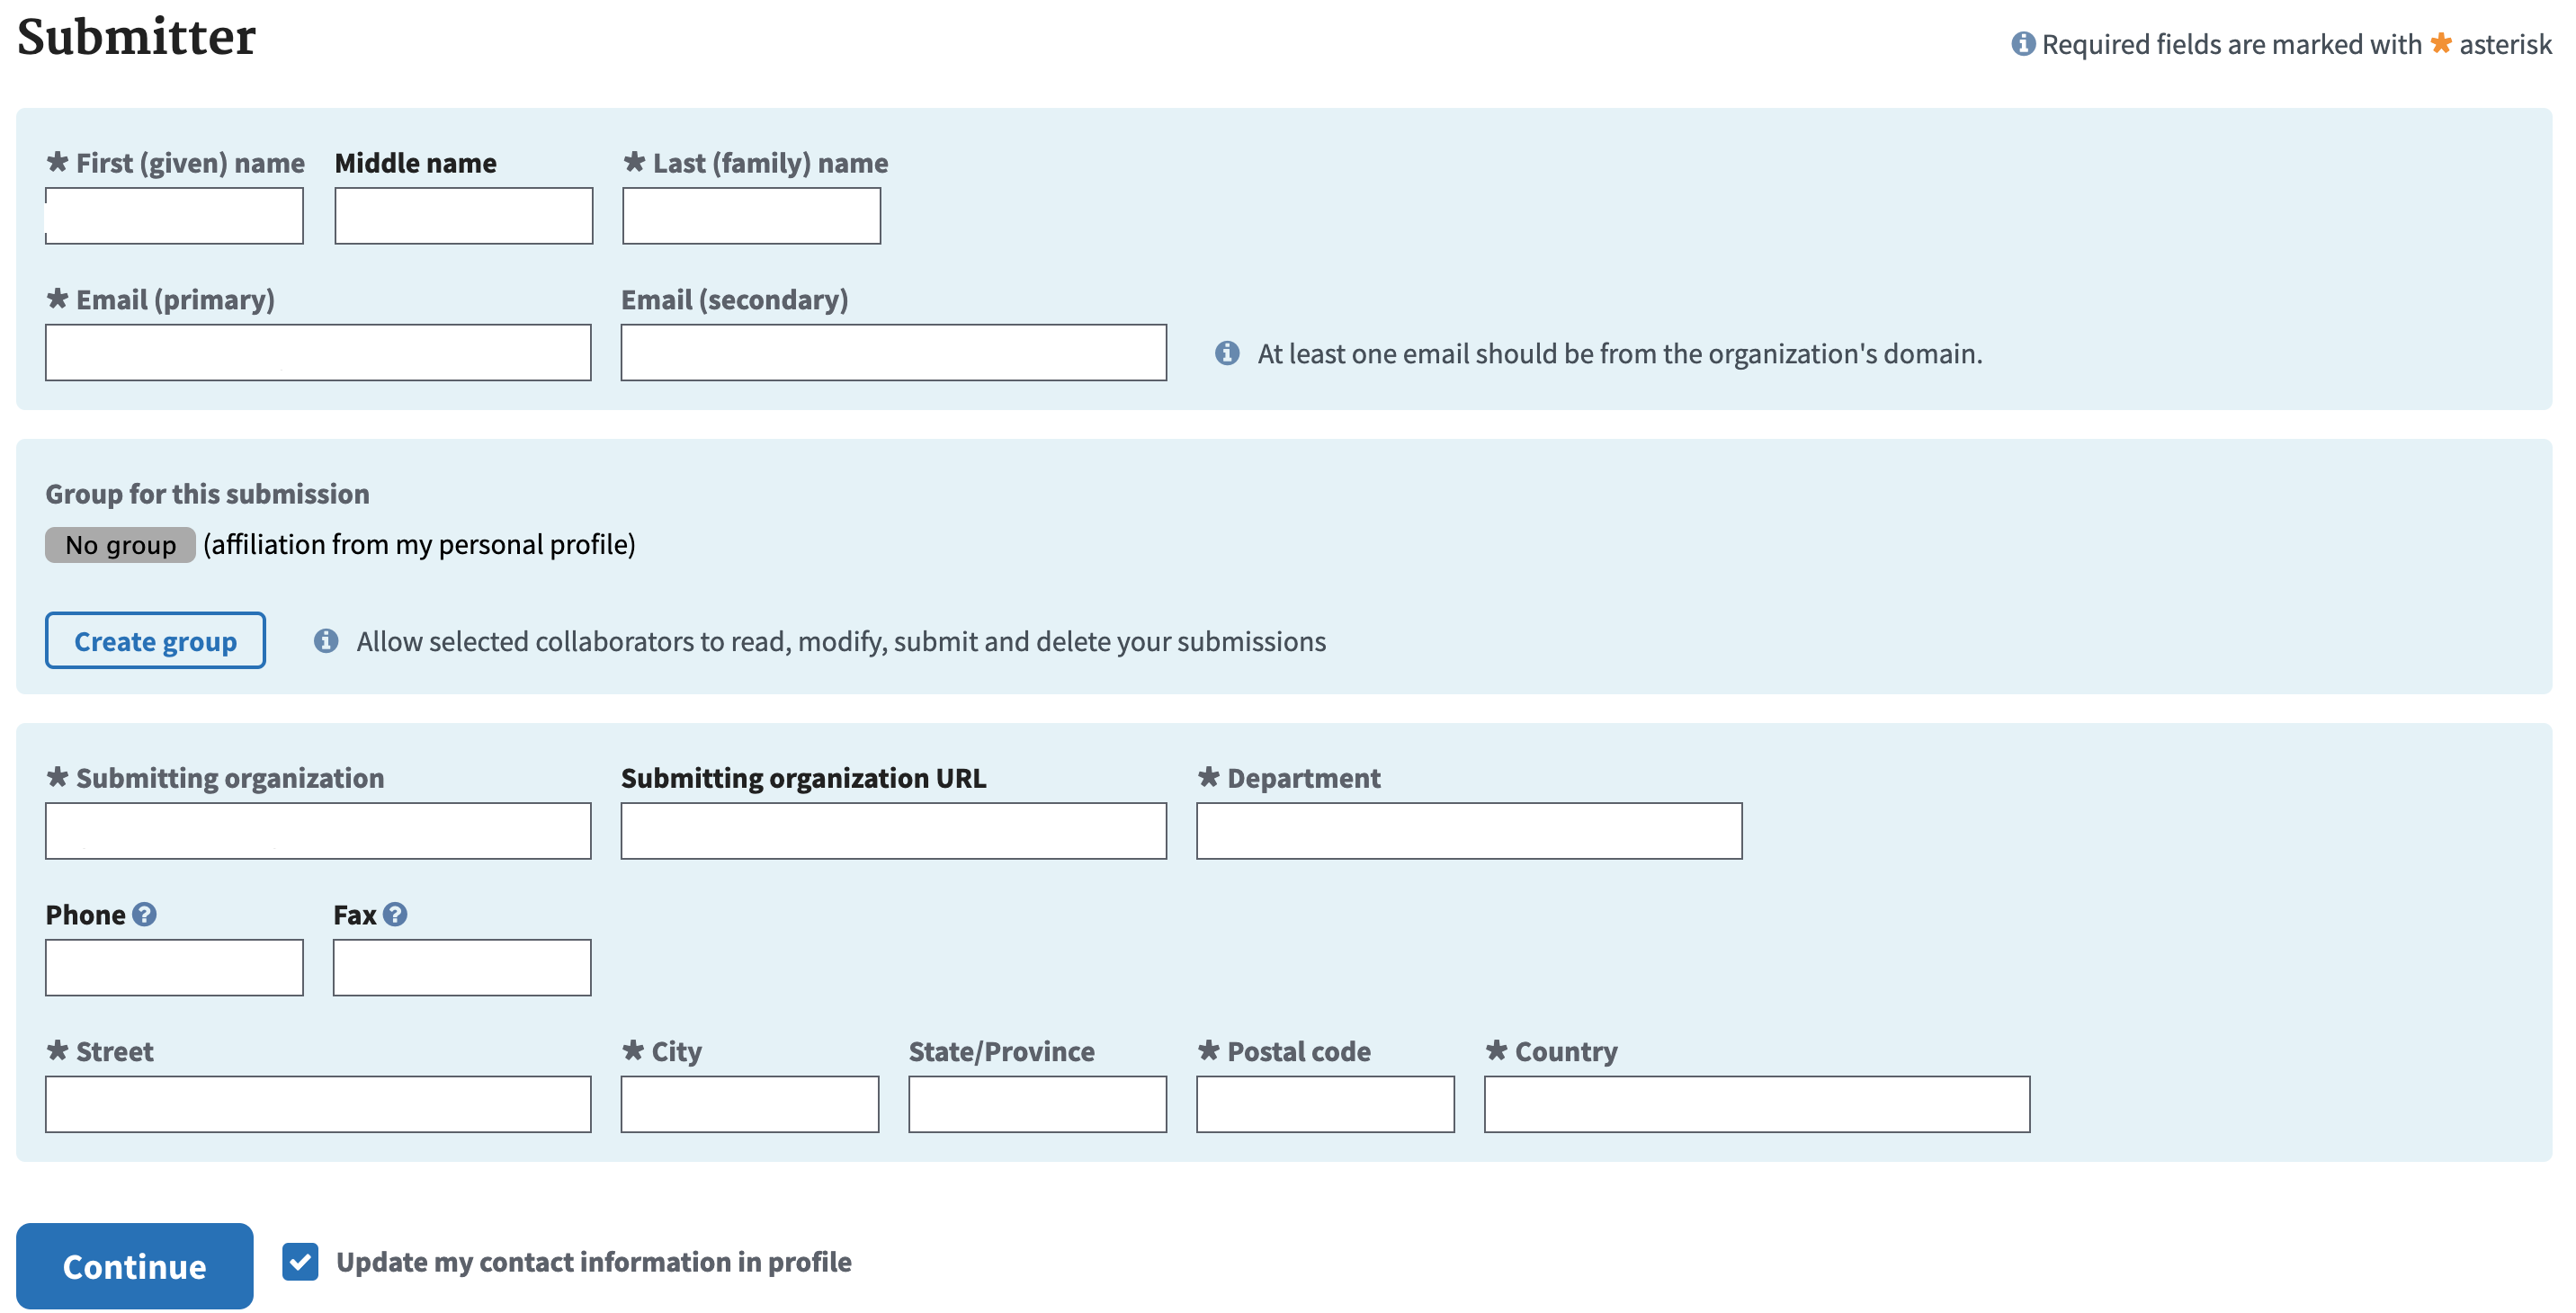 Submitter
Required fields are marked with * asterisk
* First (given) name Middle name * Last (family) name
* Email (primary) Email (secondary)
At least one email should be from the organization's domain.
Group for this submission
No group (affiliation from my personal profile)
Create group Allow selected collaborators to read, modify, submit and delete your submissions
* Submitting organization Submitting organization URL * Department
Phone ? Fax ?
* Street * City State/Province * Postal code * Country
Continue Update my contact information in profile